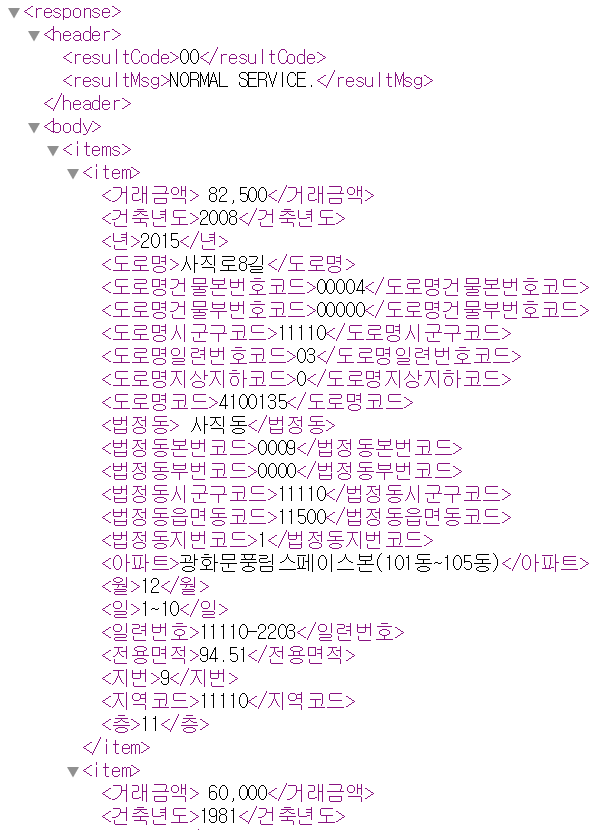 <response>
<header>
<resultCode>00</resultCode>
<resultMsg>NORMAL SERVICE.</resultMsg>
</header>
<body>
<items>
<item>
<거래금액> 82,500</거래금액>
<건축년도>2008</건축년도>
<년>2015</년>
<도로명>사직로8길</도로명>
<도로명건물본번호코드>00004</도로명건물본번호코드>
<도로명건물부번호코드>00000</도로명건물부번호코드>
<도로명시군구코드>11110</도로명시군구코드>
<도로명일련번호코드>03</도로명일련번호코드>
<도로명지상지하코드>0</도로명지상지하코드>
<도로명코드>4100135</도로명코드>
<법정동> 사직동</법정동>
<법정동본번코드>0009</법정동본번코드>
<법정동부번코드>0000</법정동부번코드>
<법정동시군구코드>11110</법정동시군구코드>
<법정동읍면동코드>11500</법정동읍면동코드>
<법정동지번코드>1</법정동지번코드>
<아파트>광화문풍림스페이스본(101동~105동)</아파트>
<월>12</월>
<일>1~10</일>
<일련번호>11110-2203</일련번호>
<전용면적>94.51</전용면적>
<지번>9</지번>
<지역코드>11110</지역코드>
<층>11</층>
</item>
<item>
<거래금액> 60,000</거래금액>
<건축년도>1981</건축년도>